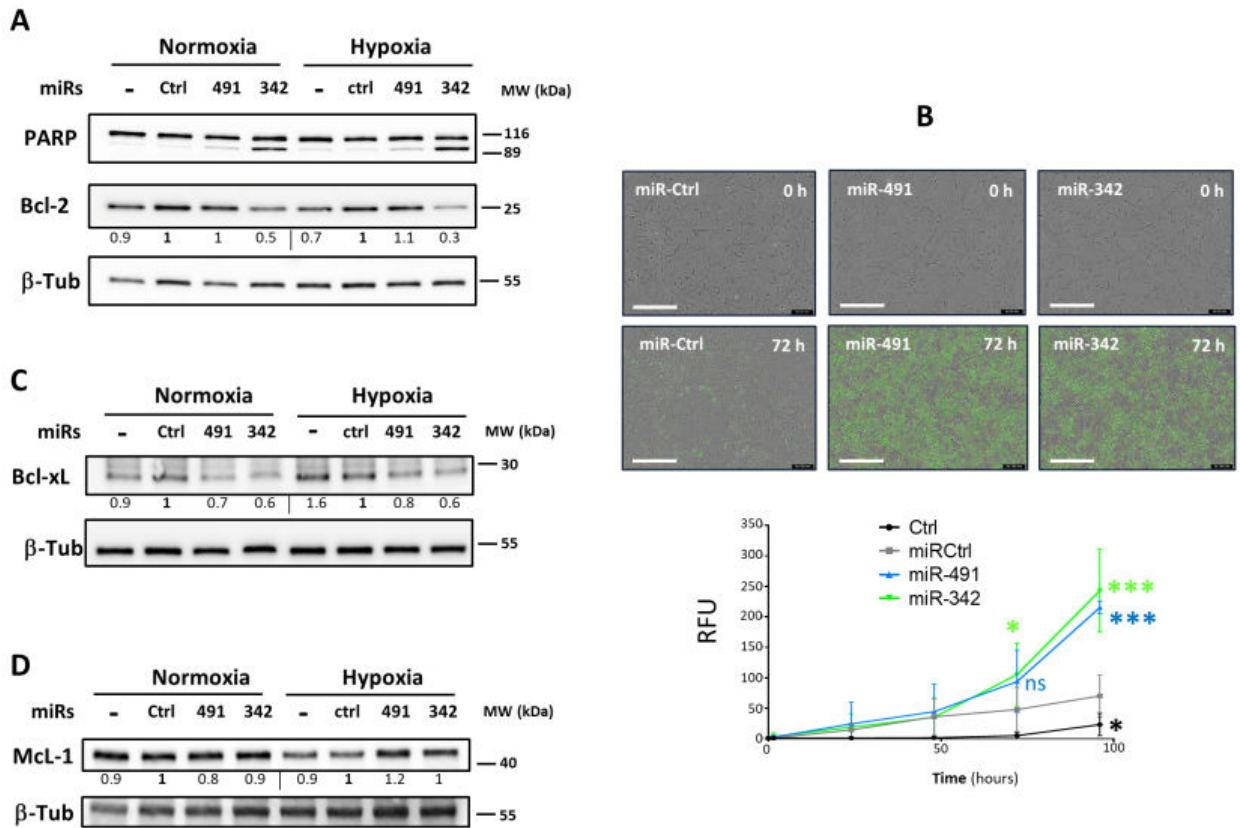 A
Normoxia Hypoxia
miRs - Ctrl 491 342 - ctrl 491 342 MW (kDa)
PARP 116
89
Bcl-2 25
0.9 1 1 0.5 0.7 1 1.1 0.3
β-Tub 55
B
miR-Ctrl 0 h miR-491 0 h miR-342 0 h
miR-Ctrl 72 h miR-491 72 h miR-342 72 h
C
Normoxia Hypoxia
miRs - Ctrl 491 342 - ctrl 491 342 MW (kDa)
Bcl-xL 30
0.9 1 0.7 0.6 1.6 1 0.8 0.6
β-Tub 55
350
300
250
200
150
100
50
0
RFU
Ctrl
miRCtrl
miR-491
miR-342
* *** ***
ns
*
0 50 100
Time (hours)
D
Normoxia Hypoxia
miRs - Ctrl 491 342 - ctrl 491 342 MW (kDa)
McL-1 40
0.9 1 0.8 0.9 0.9 1 1.2 1
β-Tub 55